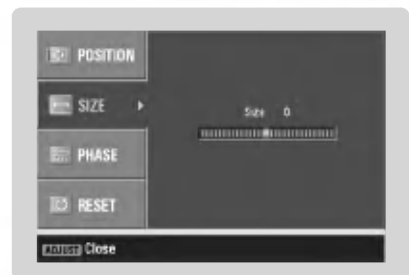 POSITION
SIZE
Size 0
PHASE
RESET
ADJUST Close